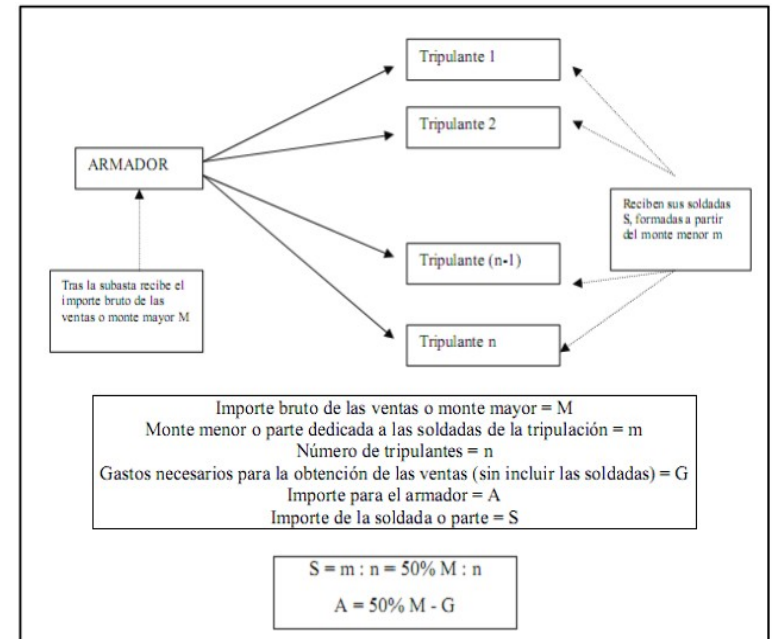 Tripulante 1
Tripulante 2
ARMADOR
Reciben sus soldadas
S, formadas a partir
del monte menor m
Tripulante (n-1)
Tras la subasta recibe el
importe bruto de las
ventas o monte mayor M
Tripulante n
Importe bruto de las ventas o monte mayor = M
Monte menor o parte dedicada a las soldadas de la tripulación = m
Número de tripulantes = n
Gastos necesarios para la obtención de las ventas (sin incluir las soldadas) = G
Importe para el armador = A
Importe de la soldada o parte = S
S = m : n = 50% M : n
A = 50% M - G